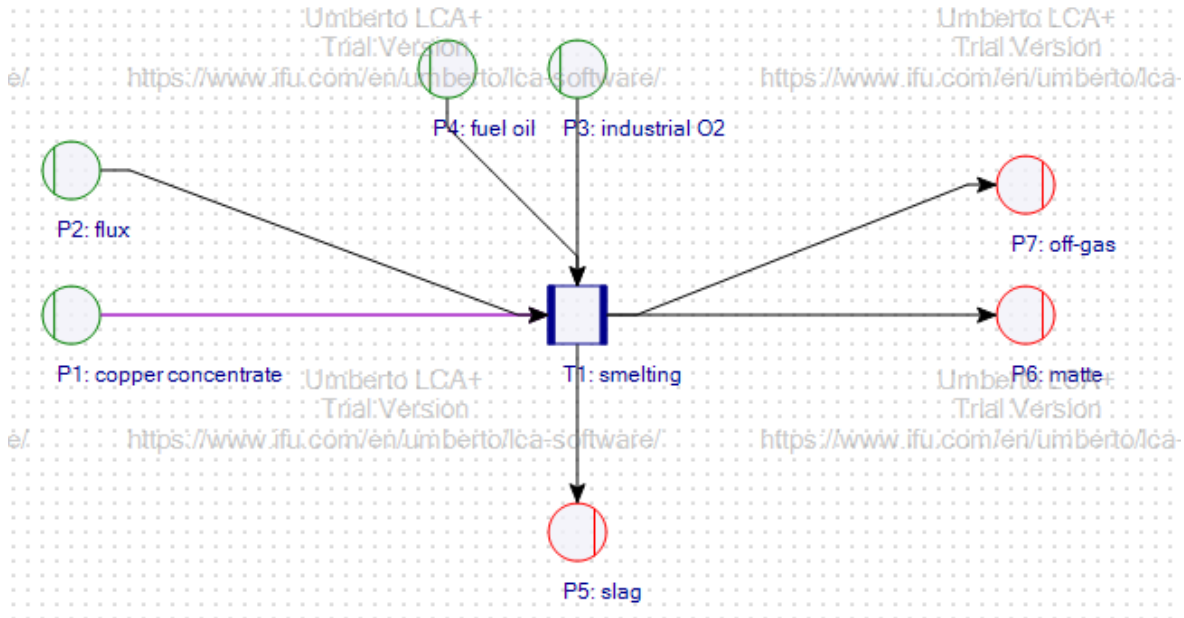 Umberto LCA+
Trial Version
https://www.ifu.com/en/umberto/lca-software/
Umberto LCA+
Trial Version
https://www.ifu.com/en/umberto/lca-
e/
P4: fuel oil
P3: industrial O2
P2: flux
P7: off-gas
P1: copper concentrate
T1: smelting
P6: matte
Umberto LCA+
Trial Version
https://www.ifu.com/en/umberto/lca-software/
Umberto LCA+
Trial Version
https://www.ifu.com/en/umberto/lca-
e/
P5: slag